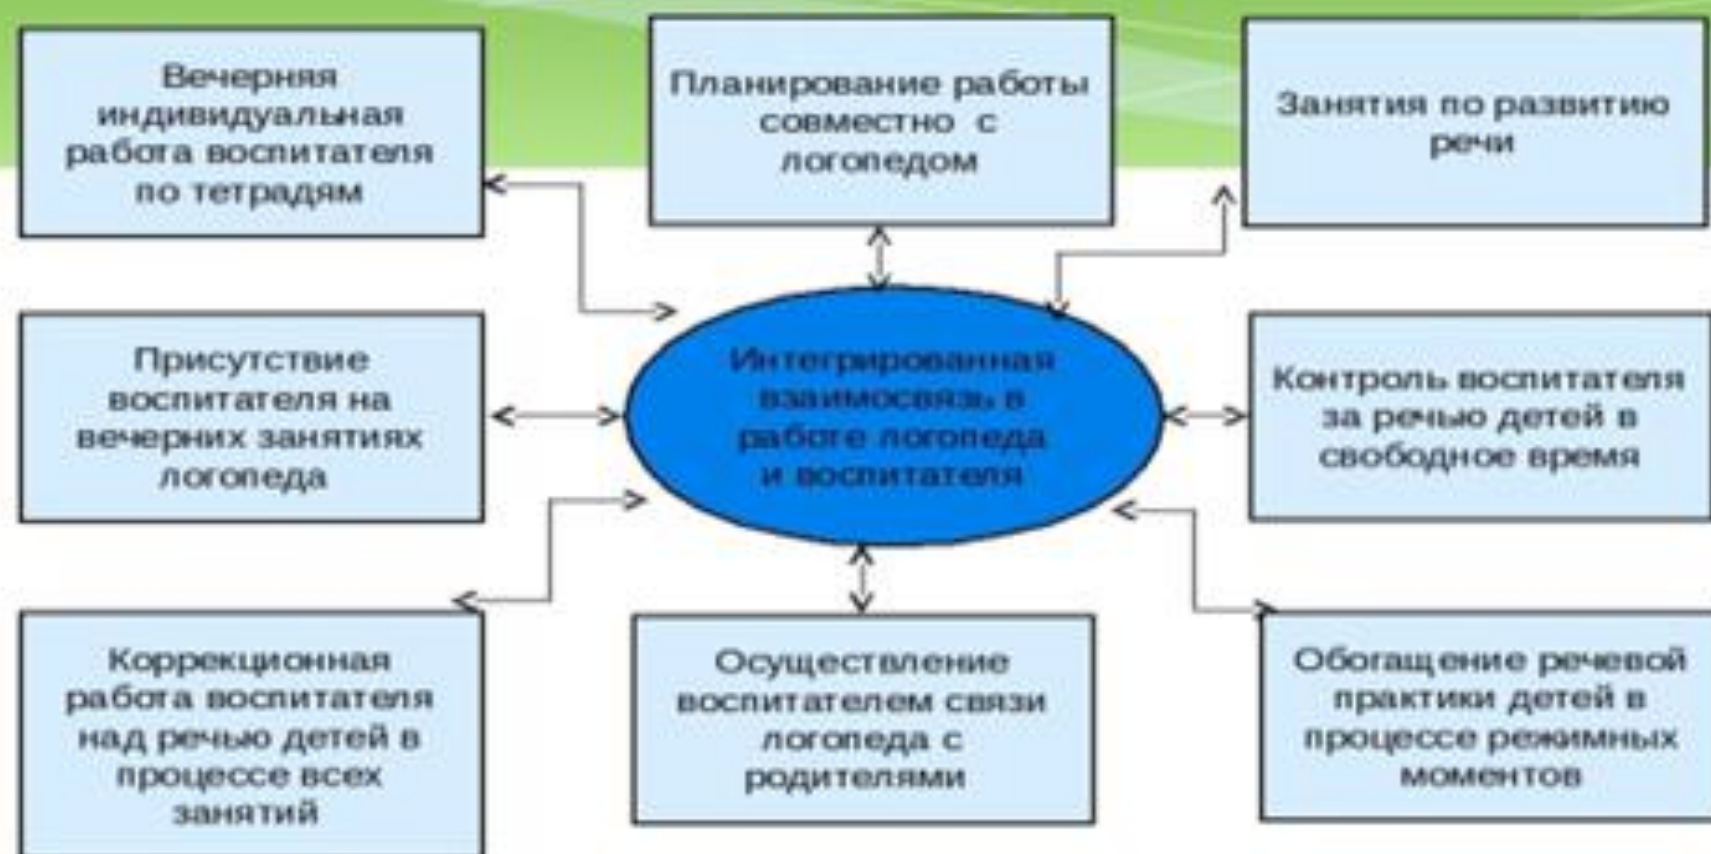 Вечерняя
индивидуальная
работа воспитателя
по тетрадям
Планирование работы
совместно с
логопедом
Занятия по развитию
речи
Присутствие
воспитателя на
вечерних занятиях
логопеда
Интегрированная
взаимосвязь в
работе логопеда
и воспитателя
Контроль воспитателя
за речью детей в
свободное время
Коррекционная
работа воспитателя
над речью детей в
процессе всех
занятий
Осуществление
воспитателем связи
логопеда с
родителями
Обогащение речевой
практики детей в
процессе режимных
моментов